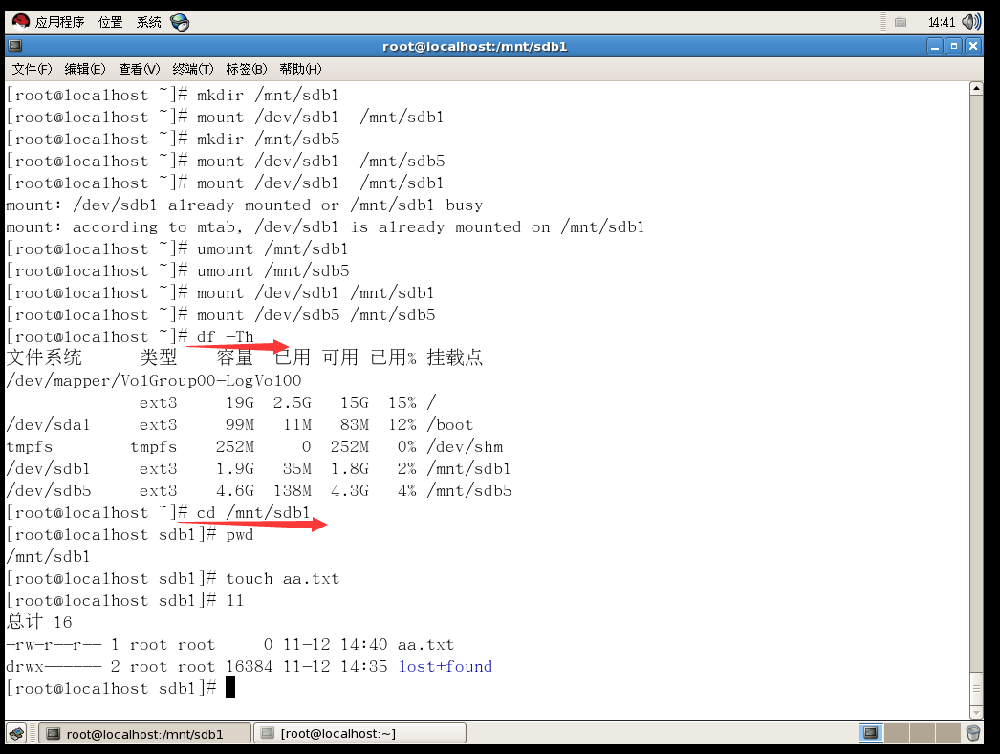 应用程序 位置 系统 14:41
root@localhost:/mnt/sdb1
文件(F) 编辑(E) 查看(V) 终端(T) 标签(B) 帮助(H)
[root@localhost ~]# mkdir /mnt/sdb1
[root@localhost ~]# mount /dev/sdb1  /mnt/sdb1
[root@localhost ~]# mkdir /mnt/sdb5
[root@localhost ~]# mount /dev/sdb1  /mnt/sdb5
[root@localhost ~]# mount /dev/sdb1  /mnt/sdb1
mount: /dev/sdb1 already mounted or /mnt/sdb1 busy
mount: according to mtab, /dev/sdb1 is already mounted on /mnt/sdb1
[root@localhost ~]# umount /mnt/sdb1
[root@localhost ~]# umount /mnt/sdb5
[root@localhost ~]# mount /dev/sdb1 /mnt/sdb1
[root@localhost ~]# mount /dev/sdb5 /mnt/sdb5
[root@localhost ~]# df -Th
文件系统      类型    容量  已用 可用 已用% 挂载点
/dev/mapper/VolGroup00-LogVol00
              ext3     19G  2.5G   15G  15% /
/dev/sda1     ext3     99M   11M   83M  12% /boot
tmpfs        tmpfs    252M     0  252M   0% /dev/shm
/dev/sdb1     ext3    1.9G   35M  1.8G   2% /mnt/sdb1
/dev/sdb5     ext3    4.6G  138M  4.3G   4% /mnt/sdb5
[root@localhost ~]# cd /mnt/sdb1
[root@localhost sdb1]# pwd
/mnt/sdb1
[root@localhost sdb1]# touch aa.txt
[root@localhost sdb1]# ll
总计 16
-rw-r--r-- 1 root root     0 11-12 14:40 aa.txt
drwx------ 2 root root 16384 11-12 14:35 lost+found
[root@localhost sdb1]#
root@localhost:/mnt/sdb1 [root@localhost:~]